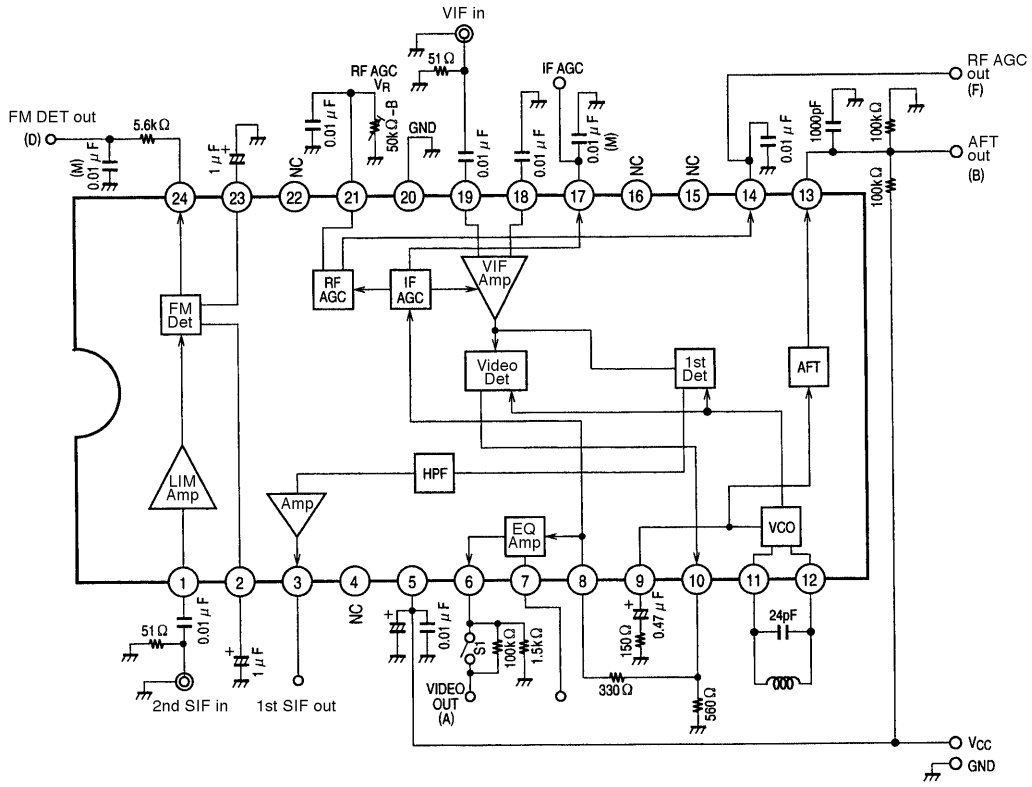 VIF in
51Ω
RF AGC
VR
IF AGC
RF AGC
out
(F)
FM DET out
(D)
5.6kΩ
(M)
0.01μF
1μF
NC
0.01μF
50kΩ-B
GND
0.01μF
0.01μF
0.01μF
(M)
NC
NC
0.01μF
1000pF
100kΩ
AFT
out
(B)
100kΩ
24
23
22
21
20
19
18
17
16
15
14
13
RF
AGC
IF
AGC
VIF
Amp
FM
Det
Video
Det
1st
Det
AFT
HPF
LIM
Amp
Amp
EQ
Amp
VCO
1
2
3
4
5
6
7
8
9
10
11
12
51Ω
0.01μF
1μF
NC
0.01μF
S1
100kΩ
1.5kΩ
150Ω
0.47μF
24pF
2nd SIF in
1st SIF out
VIDEO
OUT
(A)
330Ω
560Ω
VCC
GND